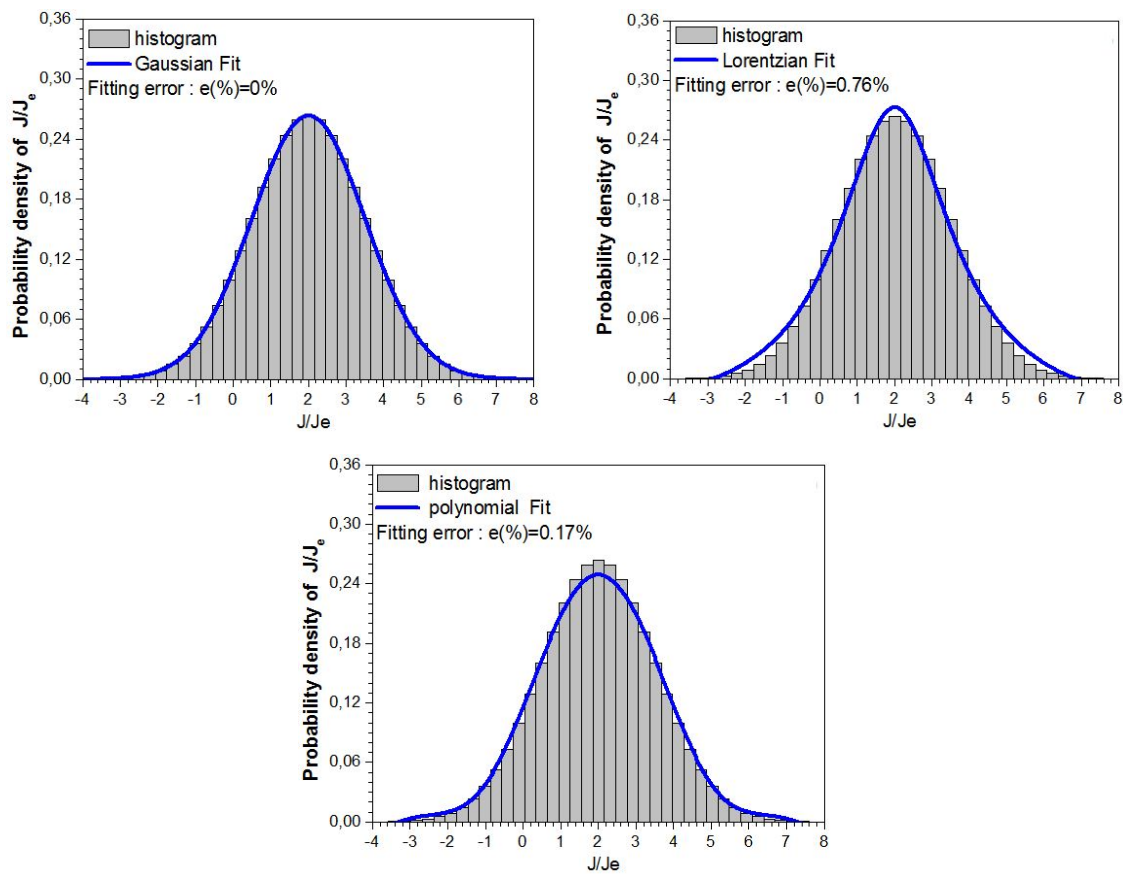 0,36
histogram
Gaussian Fit
Fitting error : e(%)=0%
0,30
0,24
0,18
0,12
0,06
0,00
Probability density of J/Je
-4 -3 -2 -1 0 1 2 3 4 5 6 7 8
J/Je
0,36
histogram
Lorentzian Fit
Fitting error : e(%)=0.76%
0,30
0,24
0,18
0,12
0,06
0,00
Probability density of J/Je
-4 -3 -2 -1 0 1 2 3 4 5 6 7 8
J/Je
0,36
histogram
polynomial Fit
Fitting error : e(%)=0.17%
0,30
0,24
0,18
0,12
0,06
0,00
Probability density of J/Je
-4 -3 -2 -1 0 1 2 3 4 5 6 7 8
J/Je